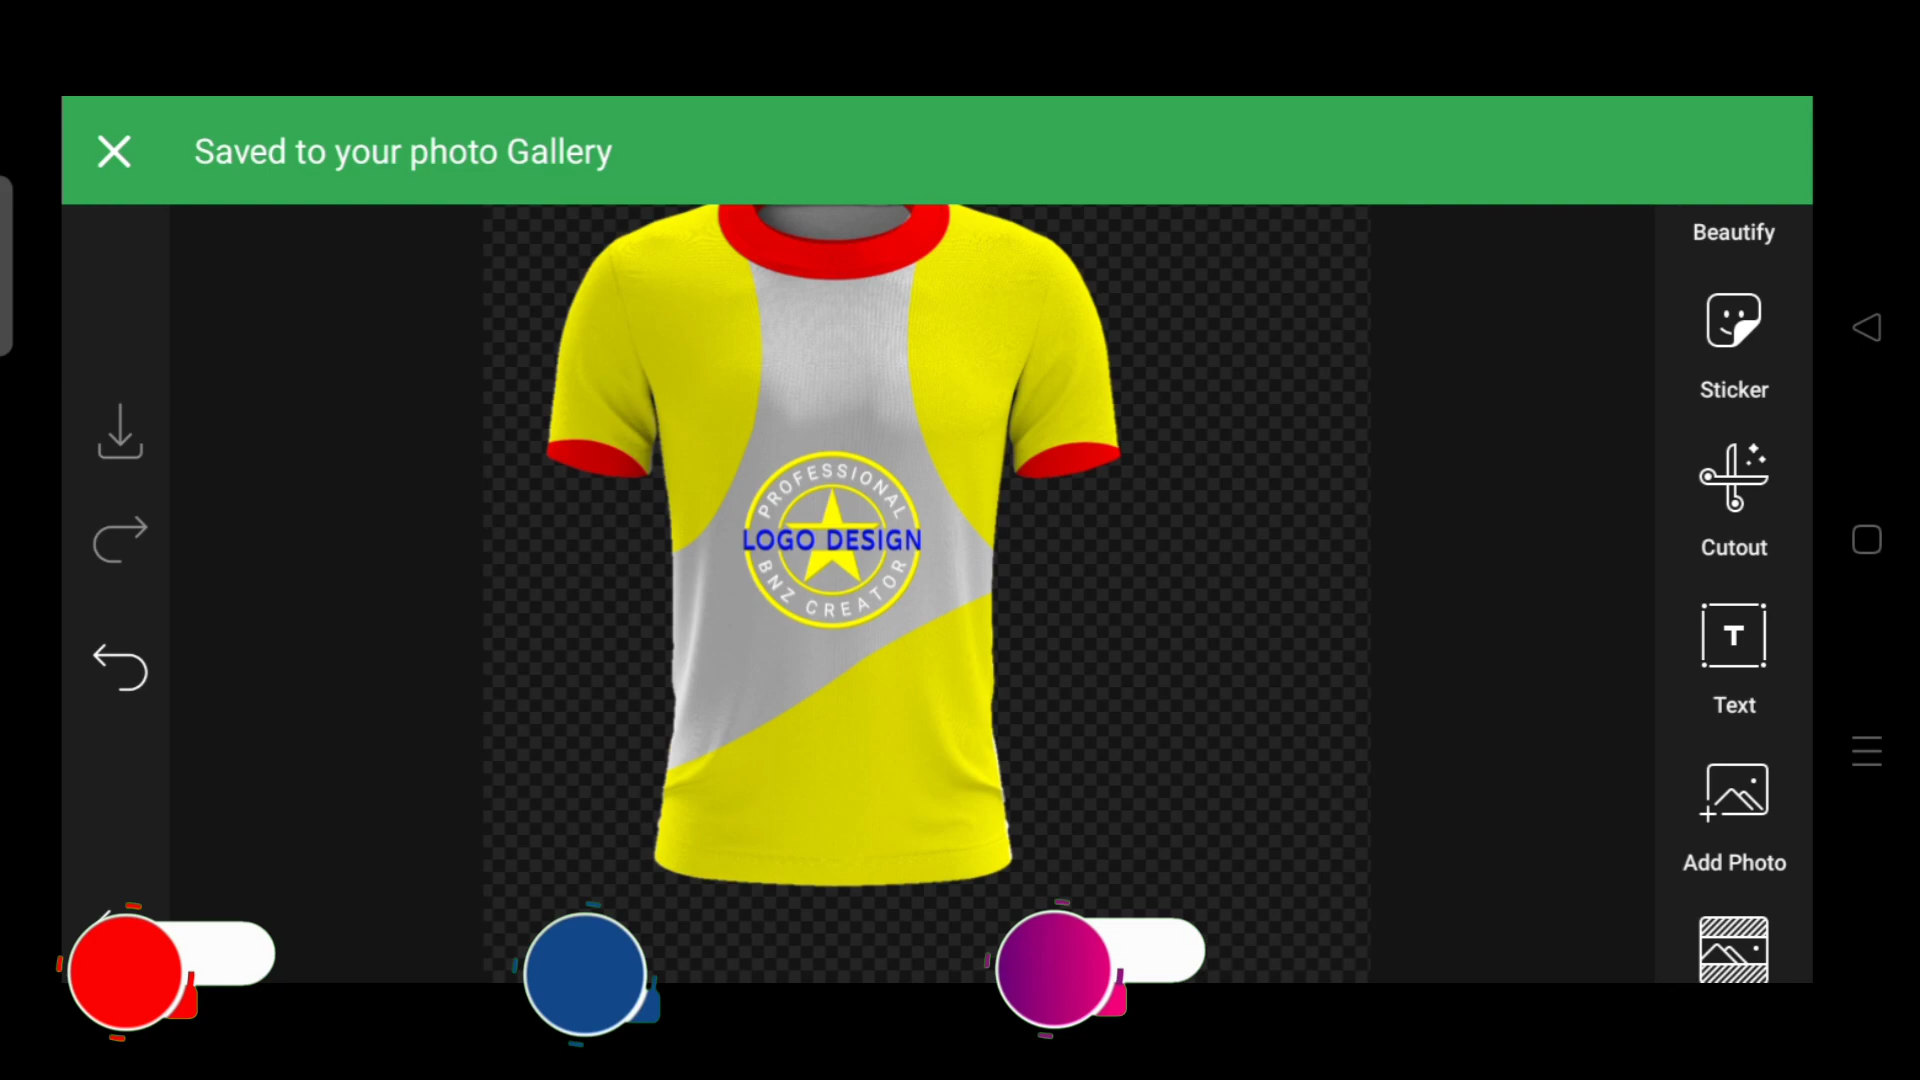 Saved to your photo Gallery
Beautify
Sticker
Cutout
T
Text
Add Photo
PROFESSIONAL
LOGO DESIGN
BNZ CREATOR